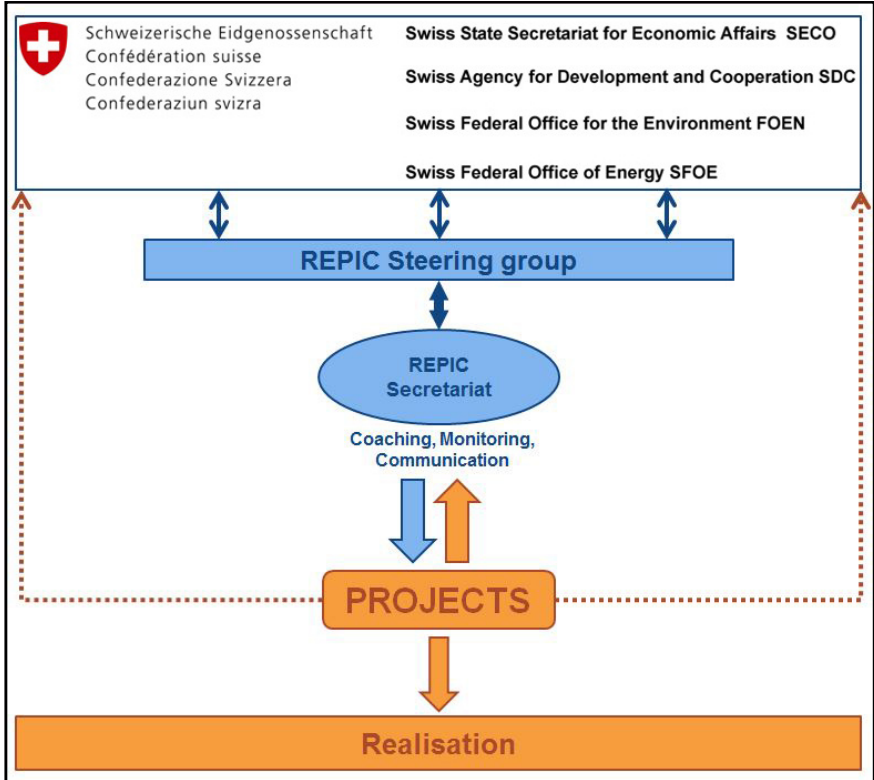 Schweizerische Eidgenossenschaft
Confédération suisse
Confederazione Svizzera
Confederaziun svizra
Swiss State Secretariat for Economic Affairs SECO
Swiss Agency for Development and Cooperation SDC
Swiss Federal Office for the Environment FOEN
Swiss Federal Office of Energy SFOE
REPIC Steering group
REPIC
Secretariat
Coaching, Monitoring,
Communication
PROJECTS
Realisation